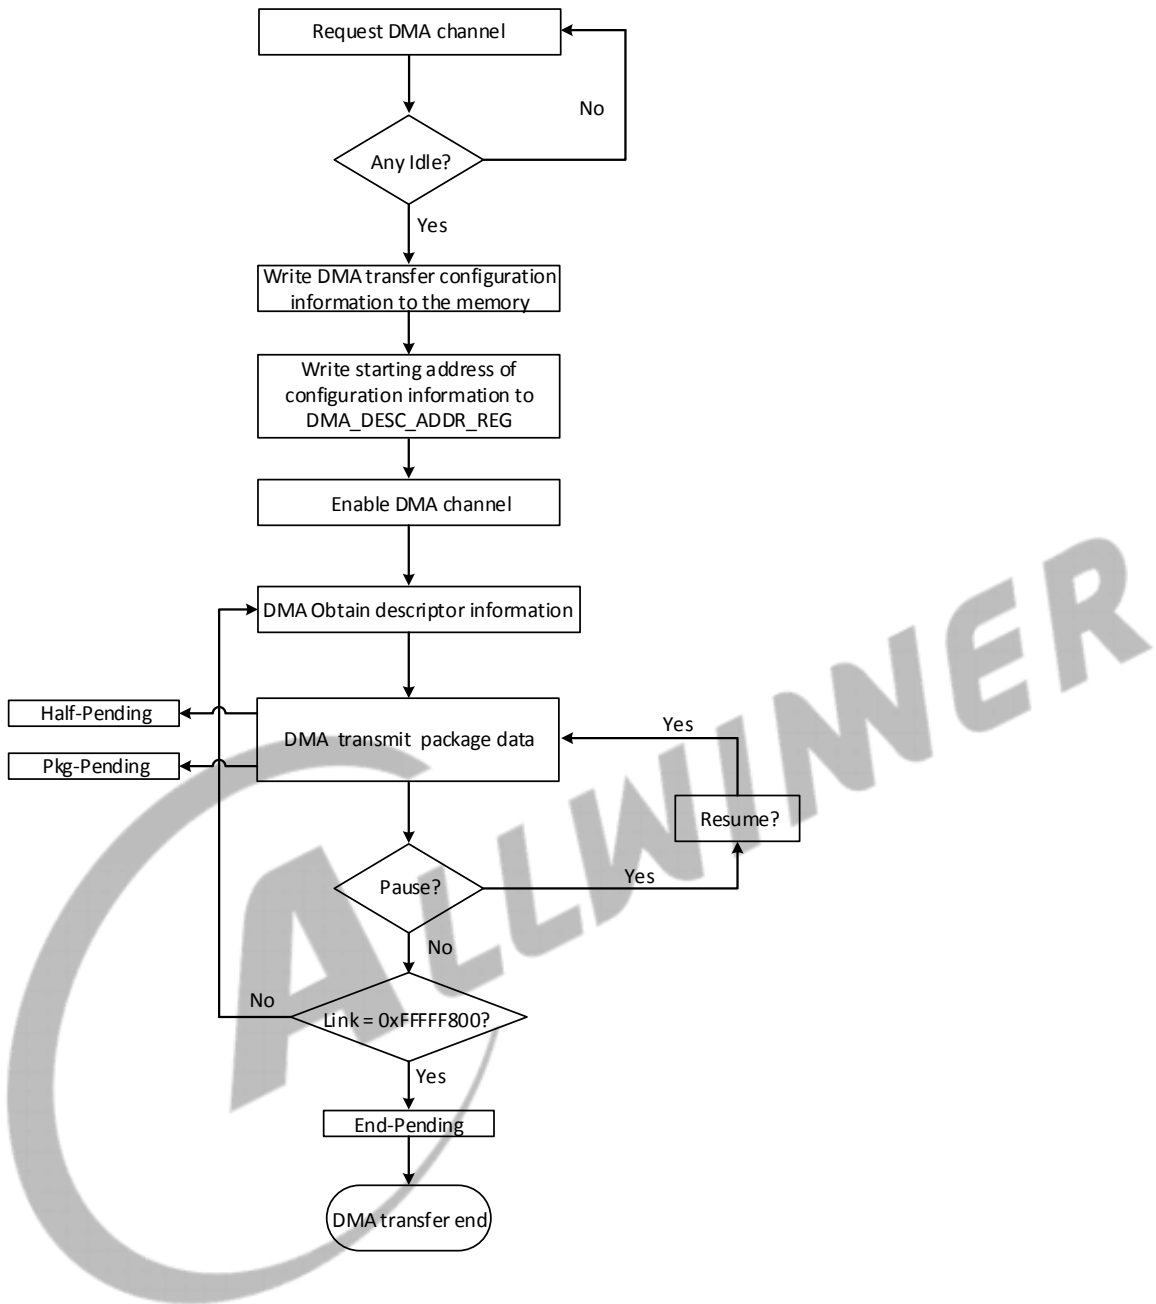 Request DMA channel
No
Any Idle?
Yes
Write DMA transfer configuration
information to the memory
Write starting address of
configuration information to
DMA_DESC_ADDR_REG
Enable DMA channel
DMA Obtain descriptor information
Half-Pending
Yes
DMA transmit package data
Pkg-Pending
Resume?
Pause?
Yes
No
No
Link = 0xFFFFF800?
Yes
End-Pending
DMA transfer end
ALLWINNER